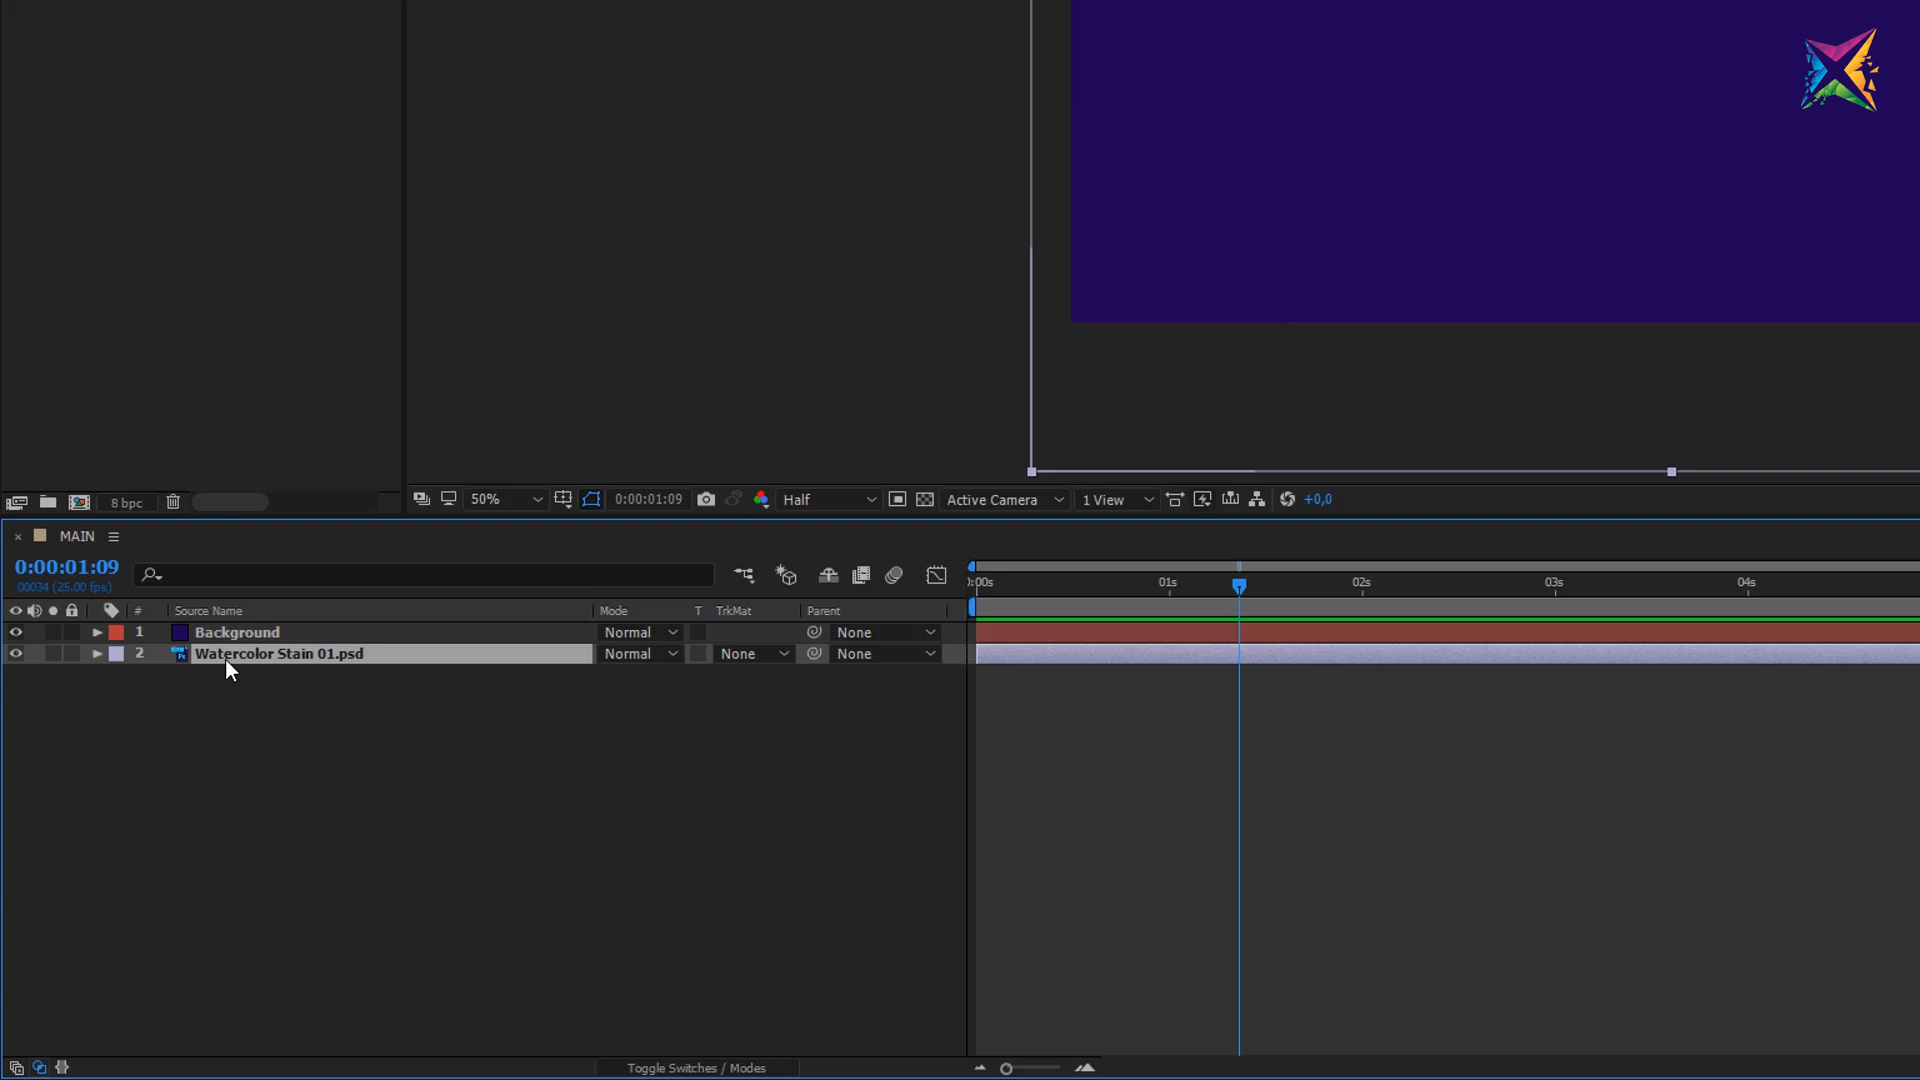 8 bpc 50% 0:00:01:09 Half Active Camera 1 View +0,0
MAIN
0:00:01:09
00034 (25.00 fps)
):00s 01s 02s 03s 04s
# Source Name Mode T TrkMat Parent
1 Background Normal None
2 Watercolor Stain 01.psd Normal None None
Toggle Switches / Modes